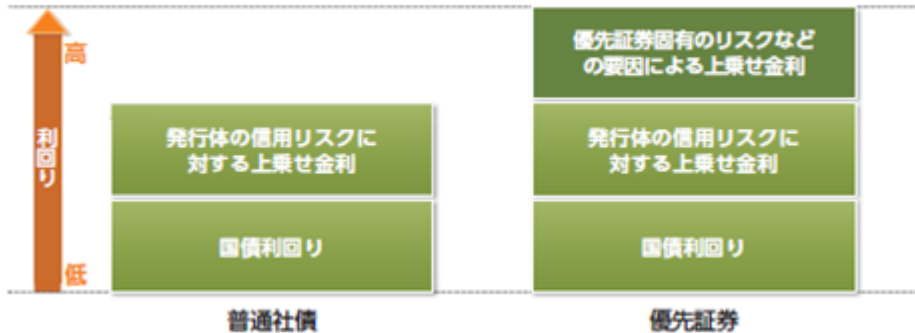 高
利回り
低
発行体の信用リスクに
対する上乗せ金利
国債利回り
普通社債
優先証券固有のリスクなど
の要因による上乗せ金利
発行体の信用リスクに
対する上乗せ金利
国債利回り
優先証券